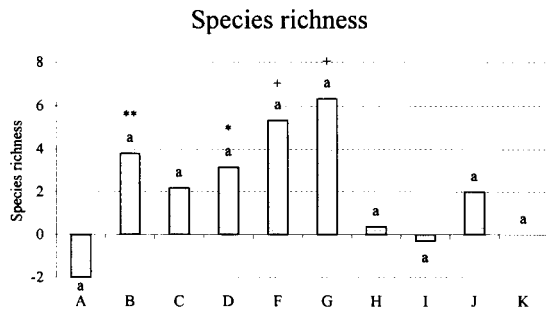 Species richness
Species richness
8
6
4
2
0
-2
** * + +
a a a a a a a a a a
A B C D F G H I J K